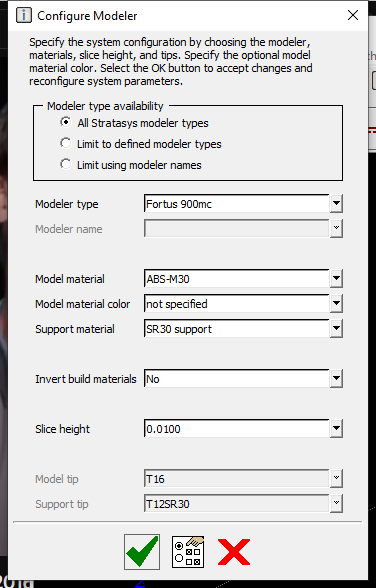 Configure Modeler
Specify the system configuration by choosing the modeler,
materials, slice height, and tips. Specify the optional model
material color. Select the OK button to accept changes and
reconfigure system parameters.
Modeler type availability
All Stratasys modeler types
Limit to defined modeler types
Limit using modeler names
Modeler type Fortus 900mc
Modeler name
Model material ABS-M30
Model material color not specified
Support material SR30 support
Invert build materials No
Slice height 0.0100
Model tip T16
Support tip T12SR30